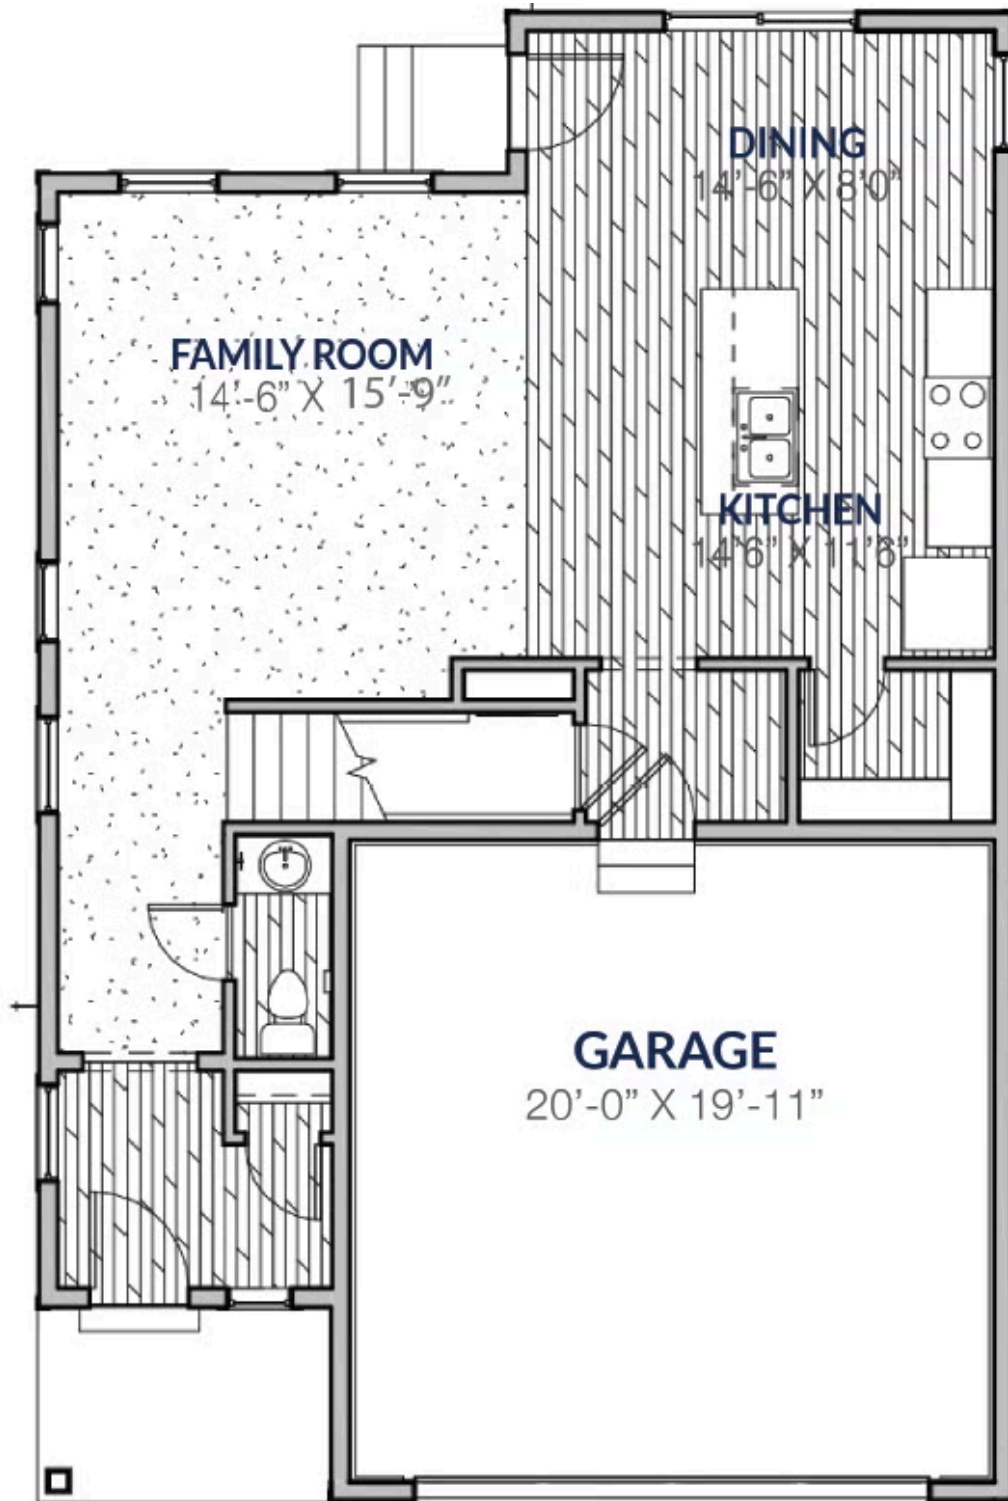 DINING
14'-6" X 8'0"
FAMILY ROOM
14'-6" X 15'-9"
KITCHEN
14'6" X 11'6"
GARAGE
20'-0" X 19'-11"